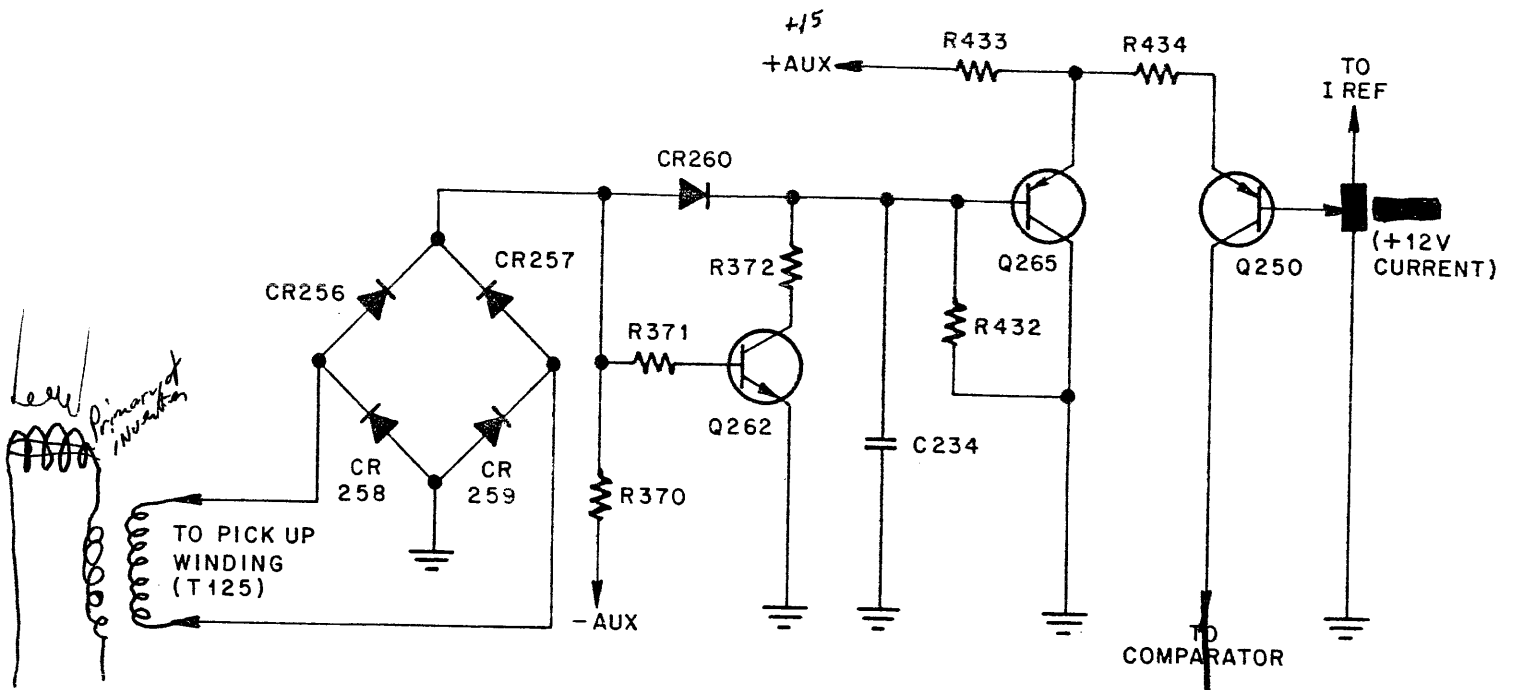 +15
+AUX
R433
R434
TO
I REF
CR260
CR257
CR256
R372
Q265
Q250
(+12V
CURRENT)
R371
R432
Q262
C234
CR
258
CR
259
R370
Primary of
TO PICK UP
WINDING
(T125)
-AUX
TO
COMPARATOR